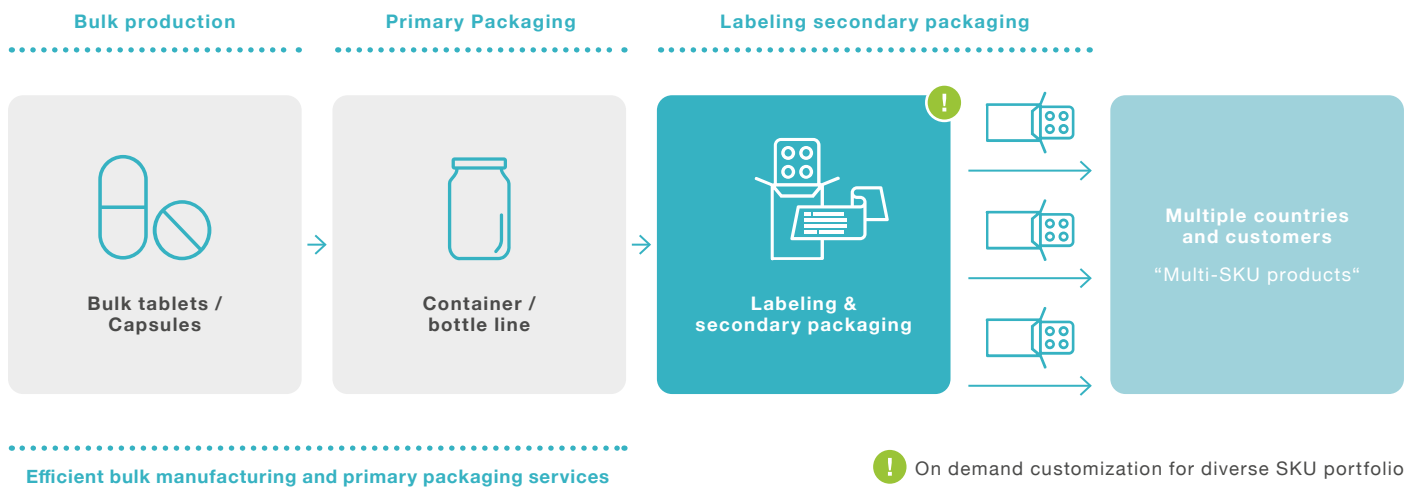 Bulk production
Primary Packaging
Labeling secondary packaging
!
Bulk tablets /
Capsules
Container /
bottle line
Labeling &
secondary packaging
Multiple countries
and customers
“Multi-SKU products“
Efficient bulk manufacturing and primary packaging services
! On demand customization for diverse SKU portfolio